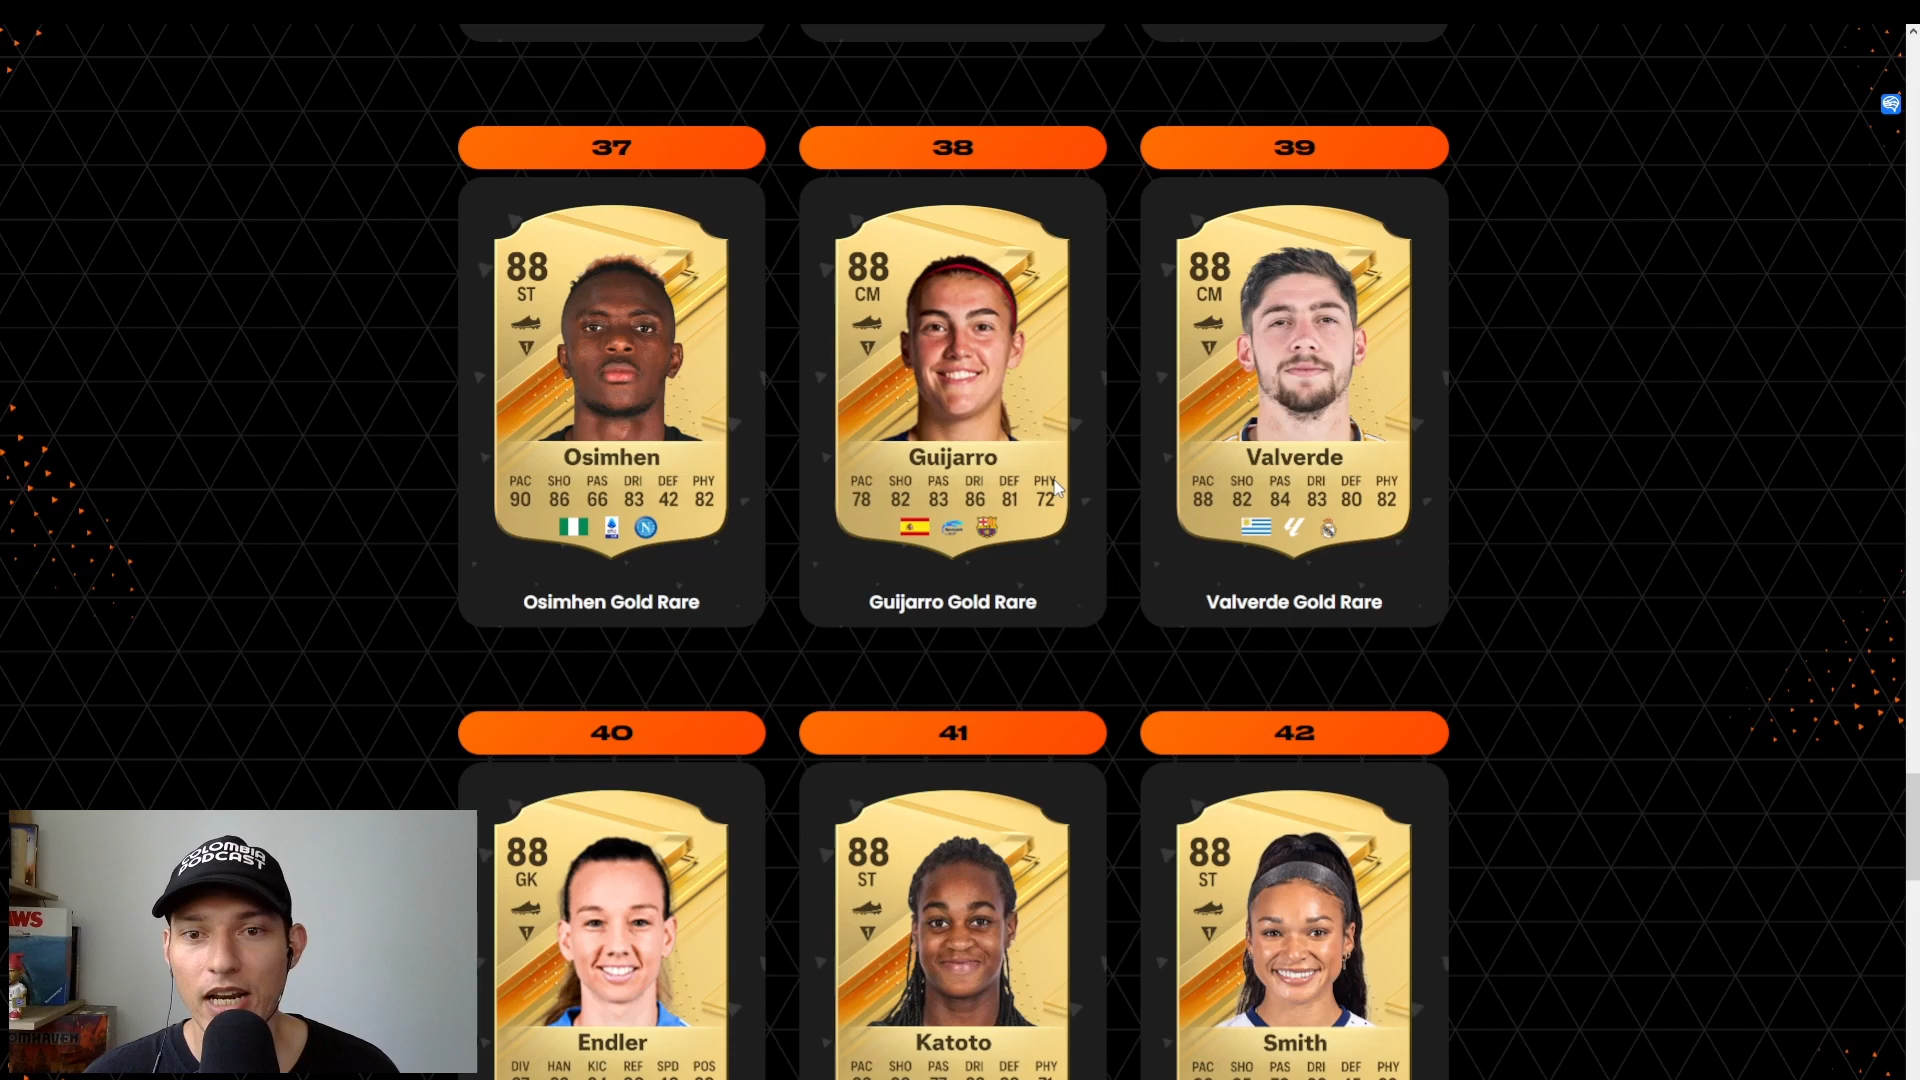 37 38 39
88 88 88
ST CM CM
Osimhen Guijarro Valverde
PAC SHO PAS DRI DEF PHY PAC SHO PAS DRI DEF PHY PAC SHO PAS DRI DEF PHY
90 86 66 83 42 82 78 82 83 86 81 72 88 82 84 83 80 82
Osimhen Gold Rare Guijarro Gold Rare Valverde Gold Rare
40 41 42
88 88 88
GK ST ST
Endler Katoto Smith
DIV HAN KIC REF SPD POS PAC SHO PAS DRI DEF PHY PAC SHO PAS DRI DEF PHY
COLOMBIA
PODCAST